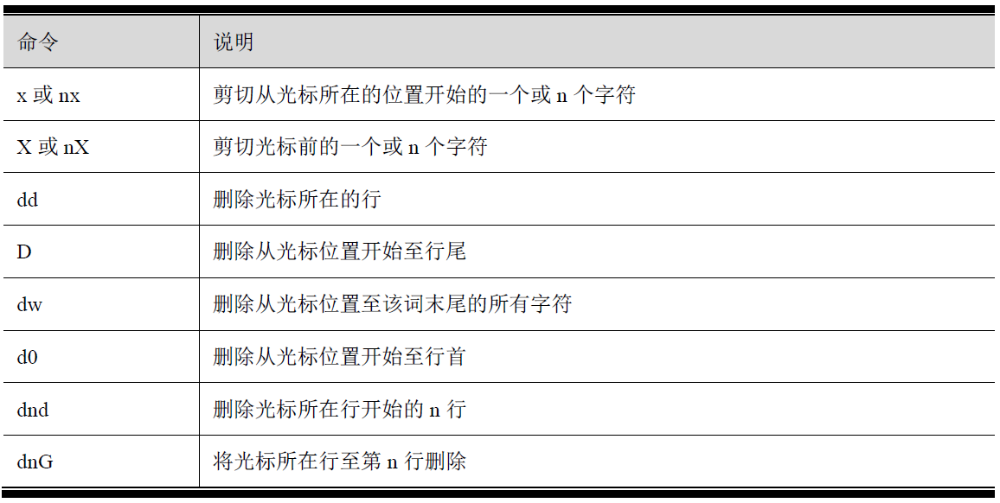 命令 说明
x 或 nx 剪切从光标所在的位置开始的一个或 n 个字符
X 或 nX 剪切光标前的一个或 n 个字符
dd 删除光标所在的行
D 删除从光标位置开始至行尾
dw 删除从光标位置至该词末尾的所有字符
d0 删除从光标位置开始至行首
dnd 删除光标所在行开始的 n 行
dnG 将光标所在行至第 n 行删除